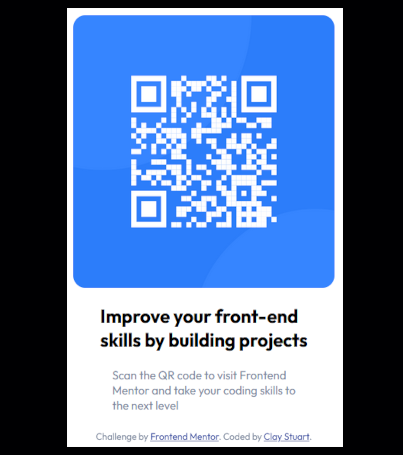 Improve your front-end
skills by building projects
Scan the QR code to visit Frontend
Mentor and take your coding skills to
the next level
Challenge by Frontend Mentor. Coded by Clay Stuart.